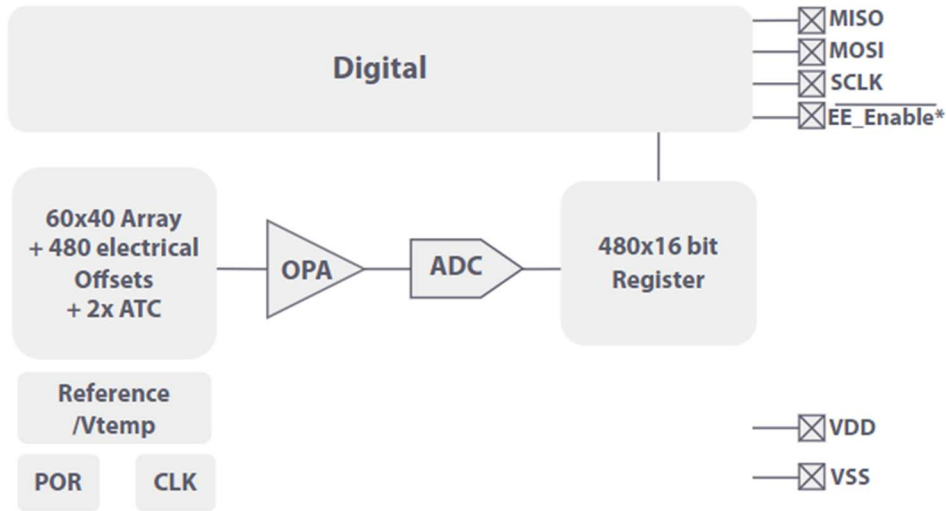 Digital
MISO
MOSI
SCLK
EE_Enable*
60x40 Array
+ 480 electrical
Offsets
+ 2x ATC
OPA
ADC
480x16 bit
Register
Reference
/Vtemp
POR
CLK
VDD
VSS